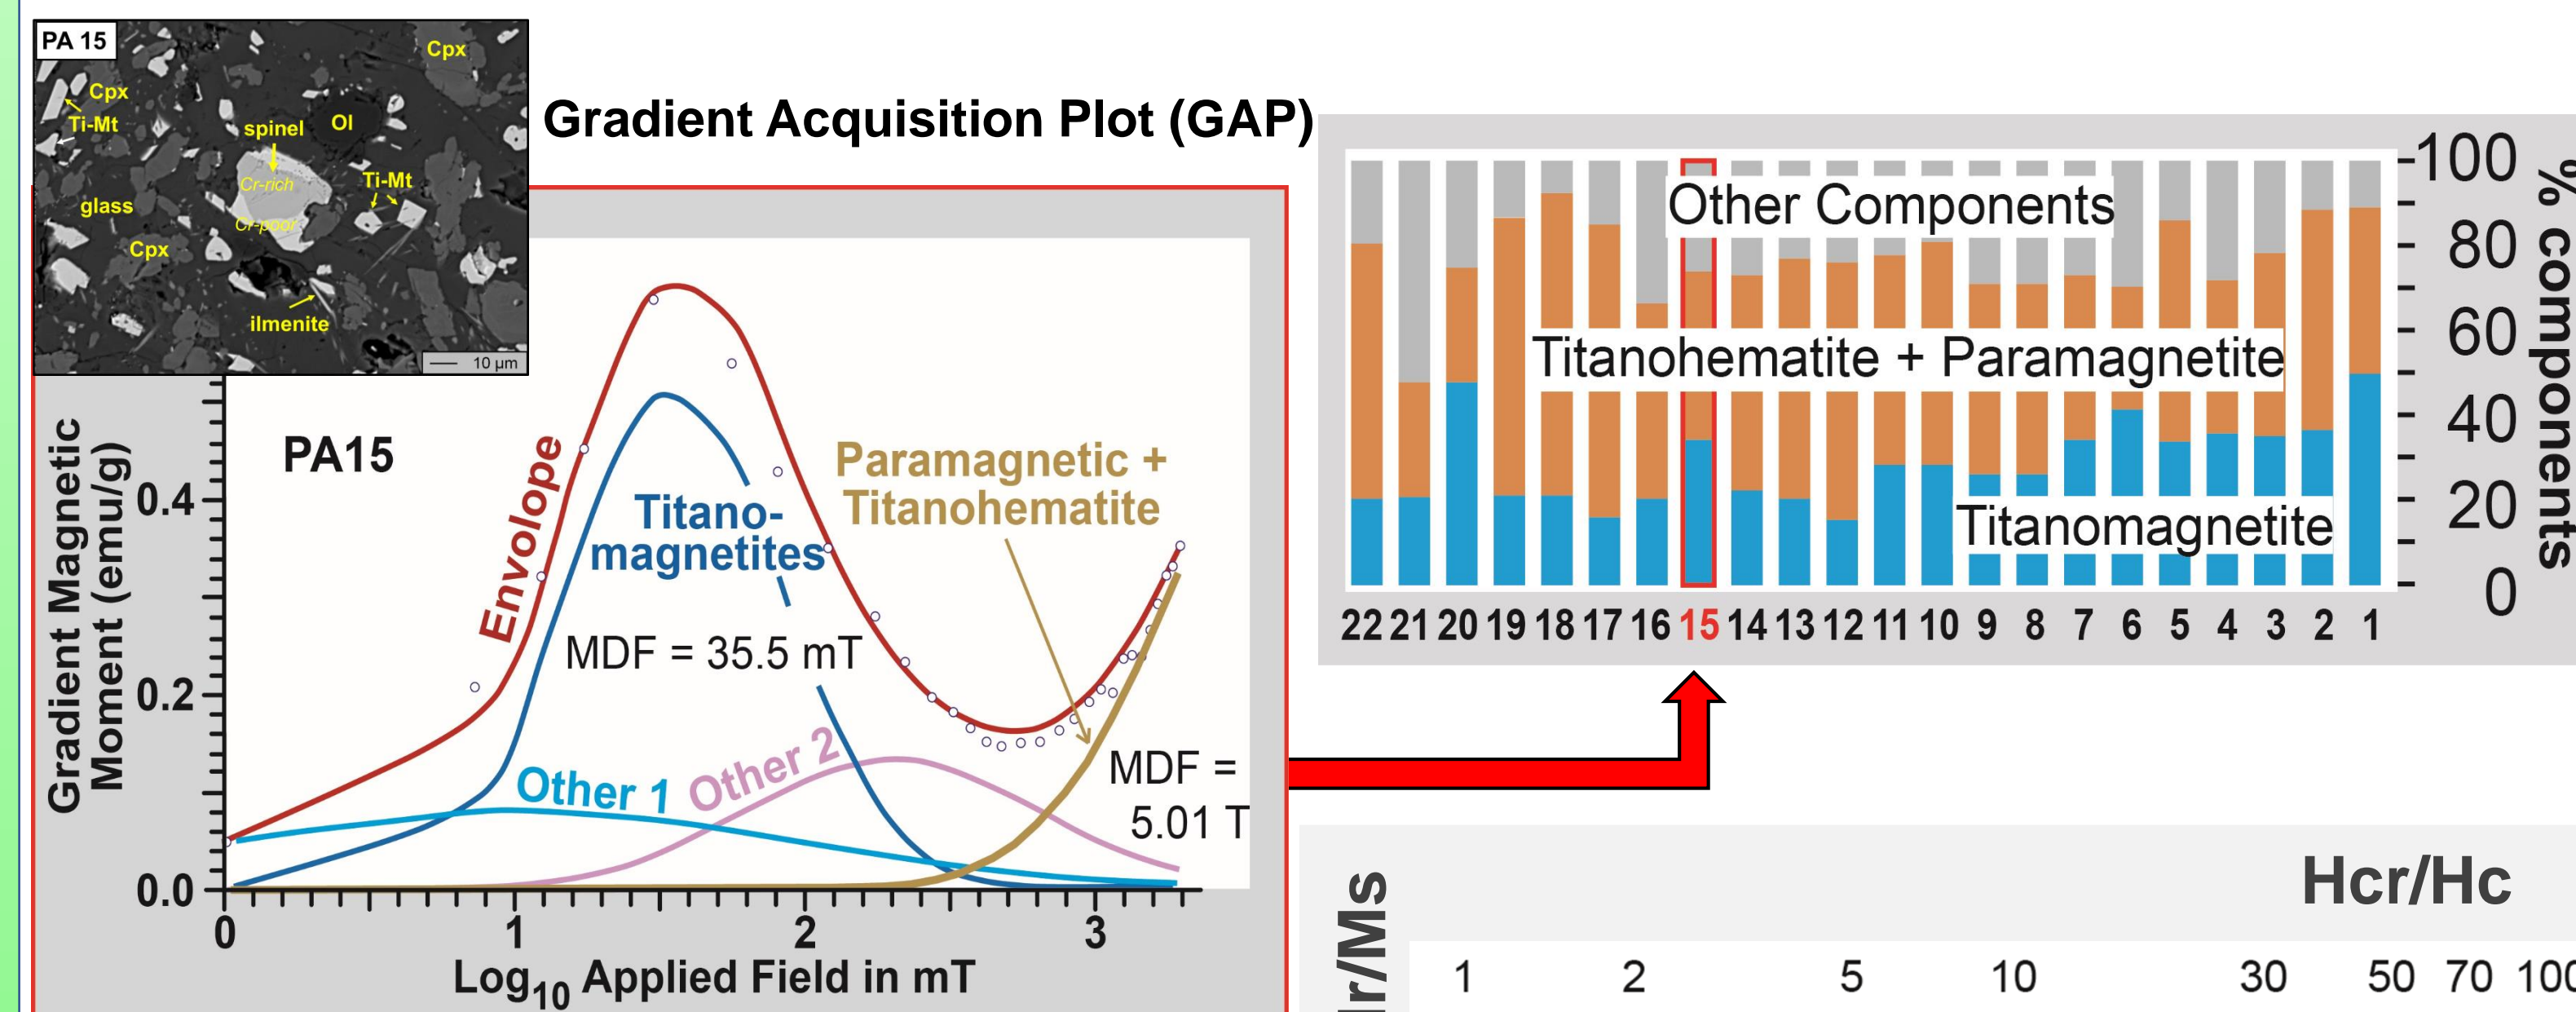 PA 15
Cpx
Cpx
Ti-Mt
spinel
Ol
Cr-rich
Ti-Mt
glass
Cr-poor
Cpx
ilmenite
10 µm
Gradient Acquisition Plot (GAP)
PA15
Envolope
Titano-
magnetites
Paramagnetic +
Titanohematite
MDF = 35.5 mT
Other 1
Other 2
MDF =
5.01 T
Gradient Magnetic
Moment (emu/g)
0.4
0.2
0.0
0 1 2 3
Log10 Applied Field in mT
Other Components
Titanohematite + Paramagnetite
Titanomagnetite
100
80
60
40
20
0
% components
22 21 20 19 18 17 16 15 14 13 12 11 10 9 8 7 6 5 4 3 2 1
Hcr/Hc
r/Ms
1 2 5 10 30 50 70 100